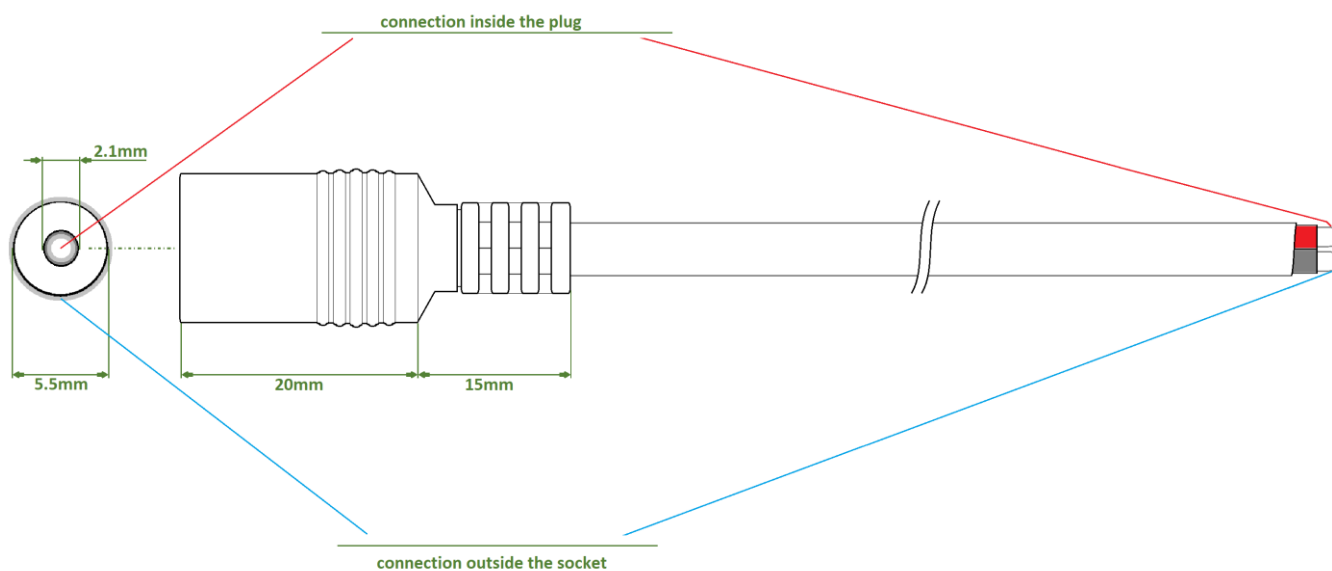 connection inside the plug
2.1mm
5.5mm
20mm
15mm
connection outside the socket